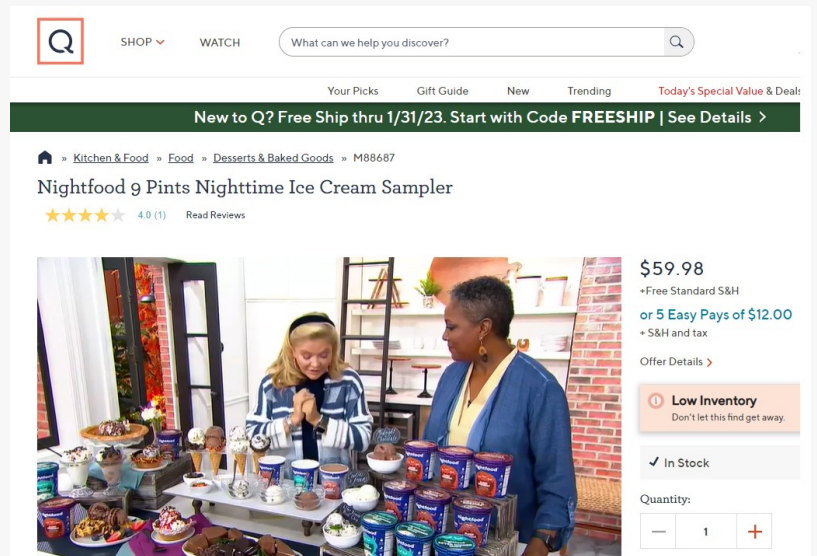 Q
SHOP
WATCH
What can we help you discover?
Your Picks
Gift Guide
New
Trending
Today's Special Value & Deals
New to Q? Free Ship thru 1/31/23. Start with Code FREESHIP | See Details >
» Kitchen & Food » Food » Desserts & Baked Goods » M88687
Nightfood 9 Pints Nighttime Ice Cream Sampler
4.0 (1)
Read Reviews
$59.98
+Free Standard S&H
or 5 Easy Pays of $12.00
+ S&H and tax
Offer Details >
Low Inventory
Don't let this find get away.
In Stock
Quantity:
− 1 +
Nightfood